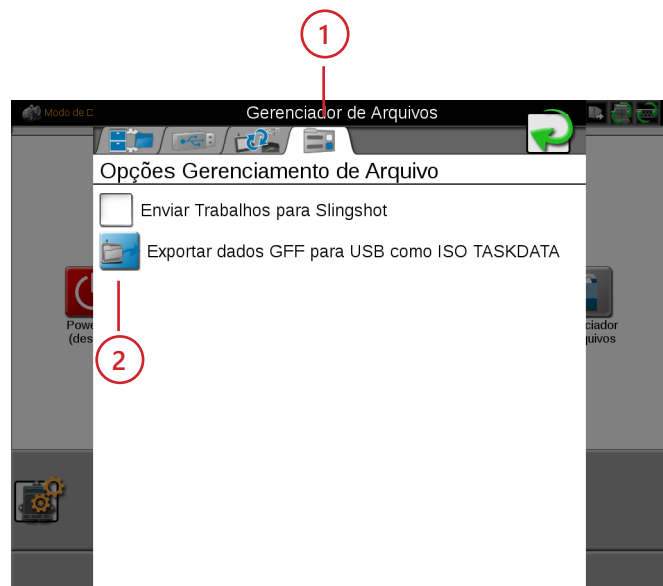 1
Modo de D
Gerenciador de Arquivos
Opções Gerenciamento de Arquivo
Enviar Trabalhos para Slingshot
Exportar dados GFF para USB como ISO TASKDATA
Powe
(des
ciador
quivos
2